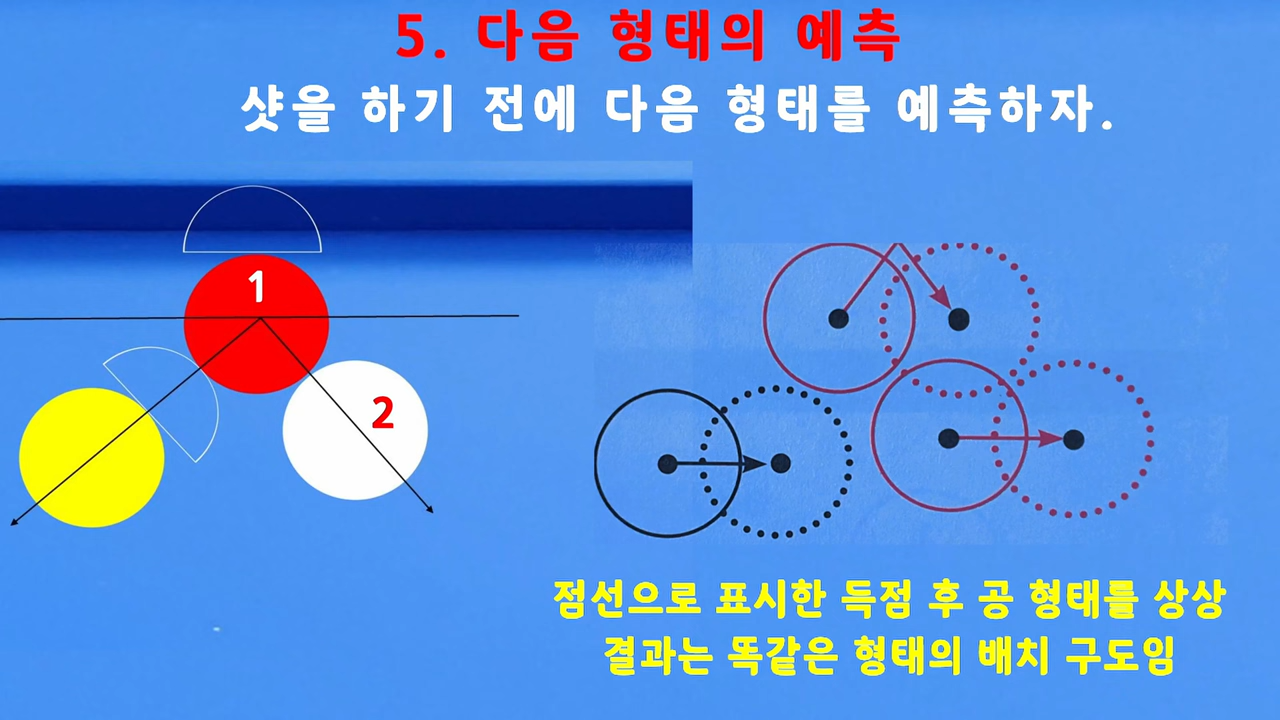 5. 다음 형태의 예측
샷을 하기 전에 다음 형태를 예측하자.
1
2
점선으로 표시한 득점 후 공 형태를 상상
결과는 똑같은 형태의 배치 구도임